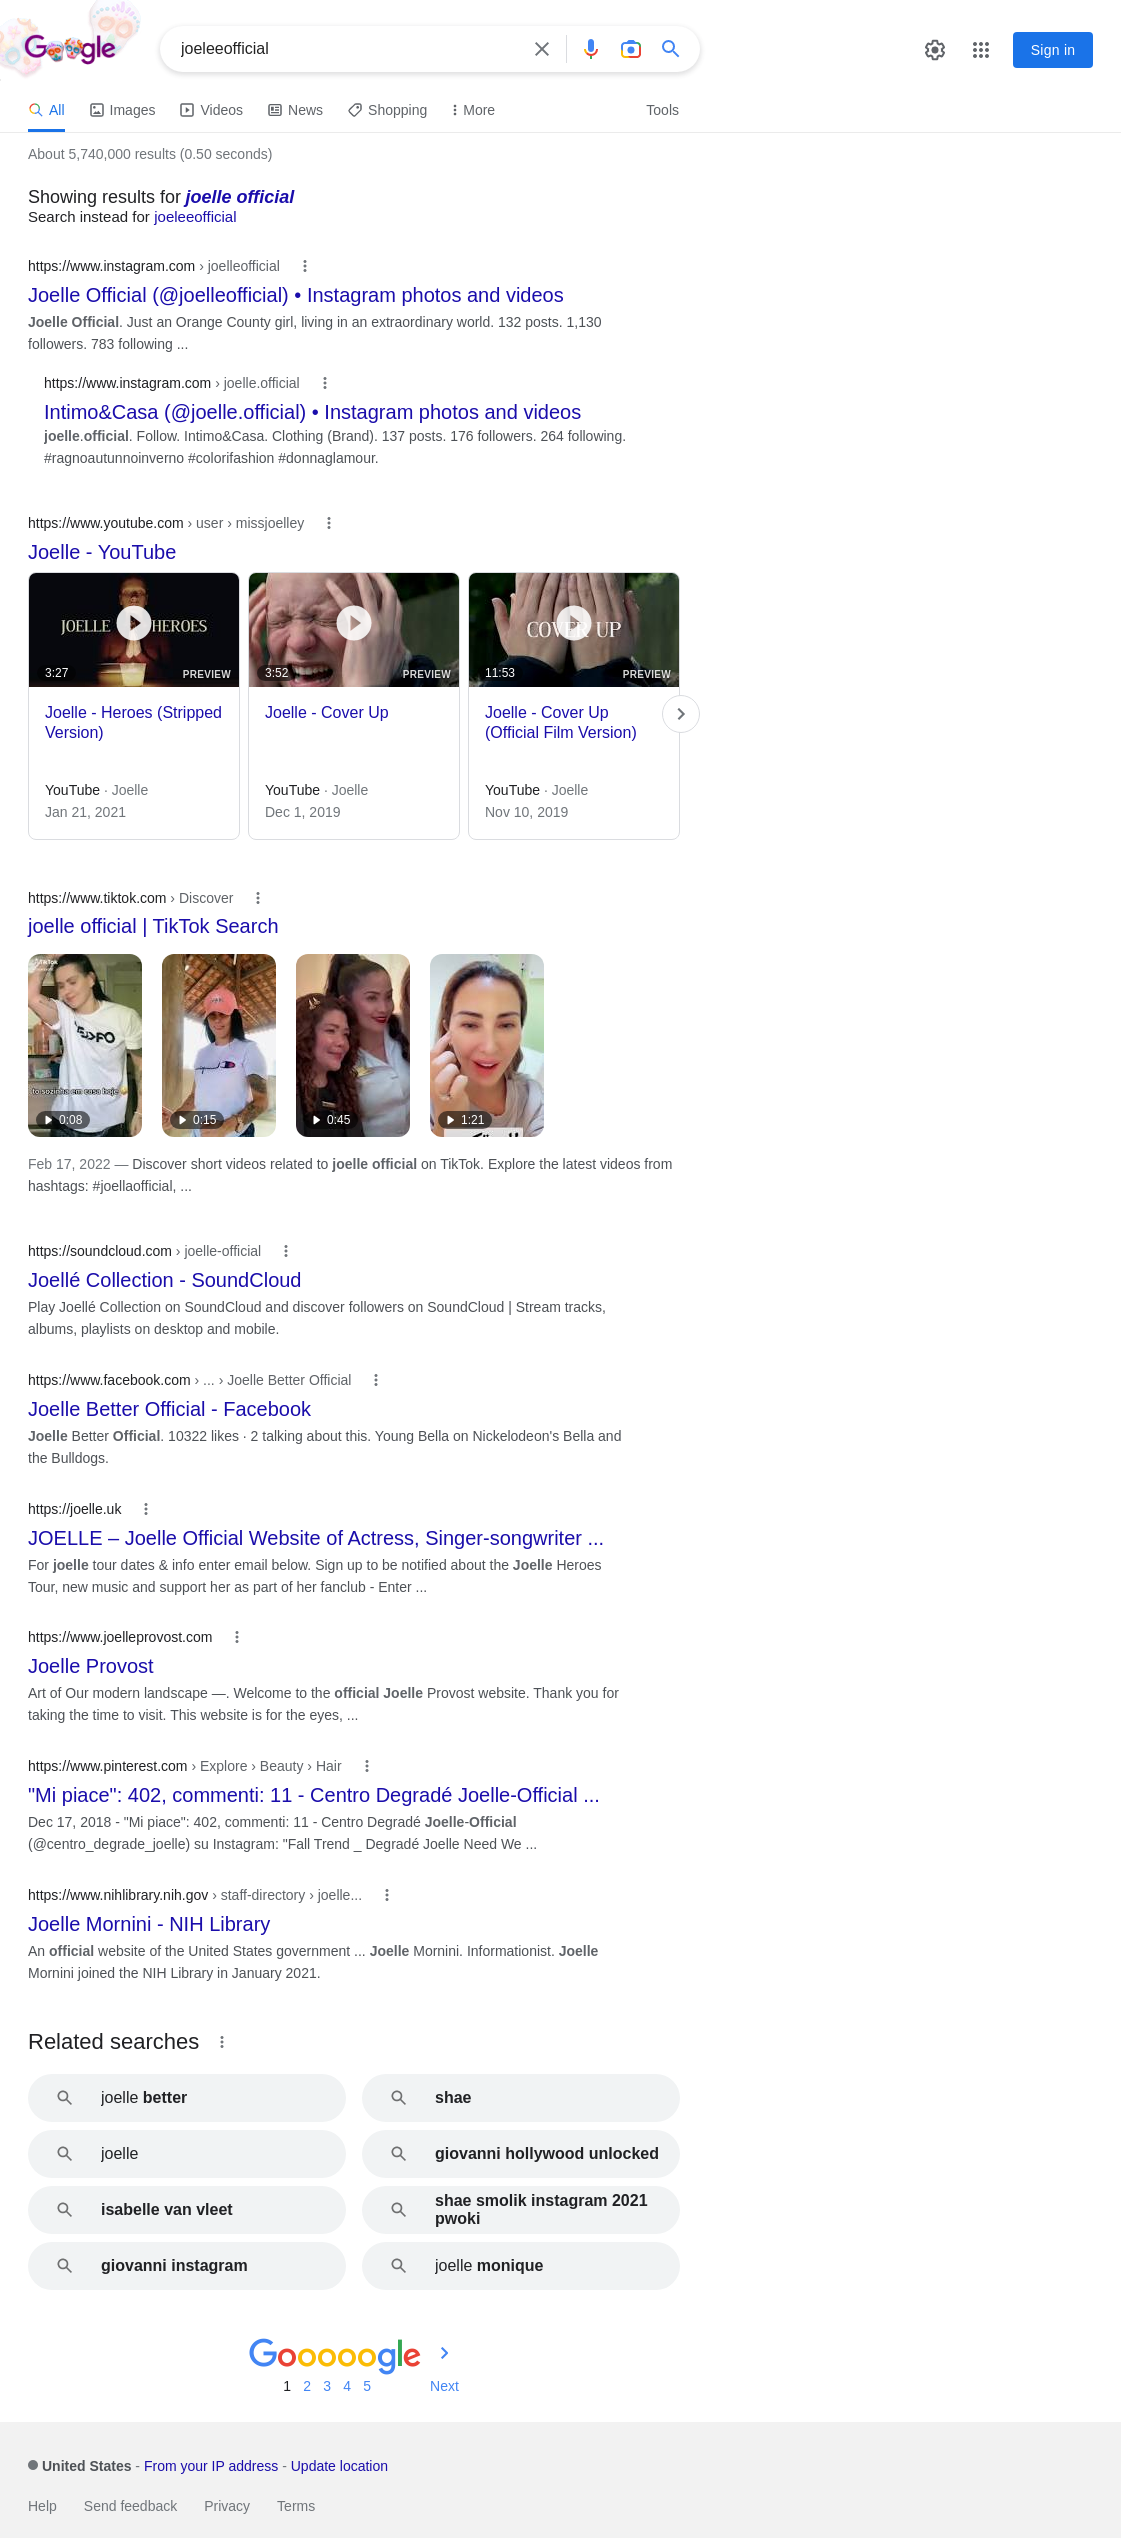 Google
joeleeofficial
Sign in
All
Images
Videos
News
Shopping
More
Tools
About 5,740,000 results (0.50 seconds)
Showing results for joelle official
Search instead for joeleeofficial
https://www.instagram.com › joelleofficial
Joelle Official (@joelleofficial) • Instagram photos and videos
Joelle Official. Just an Orange County girl, living in an extraordinary world. 132 posts. 1,130
followers. 783 following ...
https://www.instagram.com › joelle.official
Intimo&Casa (@joelle.official) • Instagram photos and videos
joelle.official. Follow. Intimo&Casa. Clothing (Brand). 137 posts. 176 followers. 264 following.
#ragnoautunnoinverno #colorifashion #donnaglamour.
https://www.youtube.com › user › missjoelley
Joelle - YouTube
JOELLE HEROES
3:27
PREVIEW
3:52
PREVIEW
COVER UP
11:53
PREVIEW
Joelle - Heroes (Stripped
Version)
Joelle - Cover Up
Joelle - Cover Up
(Official Film Version)
YouTube · Joelle
Jan 21, 2021
YouTube · Joelle
Dec 1, 2019
YouTube · Joelle
Nov 10, 2019
https://www.tiktok.com › Discover
joelle official | TikTok Search
TikTok
to sozinha em casa hoje
0:08
0:15
0:45
1:21
Feb 17, 2022 — Discover short videos related to joelle official on TikTok. Explore the latest videos from
hashtags: #joellaofficial, ...
https://soundcloud.com › joelle-official
Joellé Collection - SoundCloud
Play Joellé Collection on SoundCloud and discover followers on SoundCloud | Stream tracks,
albums, playlists on desktop and mobile.
https://www.facebook.com › ... › Joelle Better Official
Joelle Better Official - Facebook
Joelle Better Official. 10322 likes · 2 talking about this. Young Bella on Nickelodeon's Bella and
the Bulldogs.
https://joelle.uk
JOELLE – Joelle Official Website of Actress, Singer-songwriter ...
For joelle tour dates & info enter email below. Sign up to be notified about the Joelle Heroes
Tour, new music and support her as part of her fanclub - Enter ...
https://www.joelleprovost.com
Joelle Provost
Art of Our modern landscape —. Welcome to the official Joelle Provost website. Thank you for
taking the time to visit. This website is for the eyes, ...
https://www.pinterest.com › Explore › Beauty › Hair
"Mi piace": 402, commenti: 11 - Centro Degradé Joelle-Official ...
Dec 17, 2018 - "Mi piace": 402, commenti: 11 - Centro Degradé Joelle-Official
(@centro_degrade_joelle) su Instagram: "Fall Trend _ Degradé Joelle Need We ...
https://www.nihlibrary.nih.gov › staff-directory › joelle...
Joelle Mornini - NIH Library
An official website of the United States government ... Joelle Mornini. Informationist. Joelle
Mornini joined the NIH Library in January 2021.
Related searches
joelle better
shae
joelle
giovanni hollywood unlocked
isabelle van vleet
shae smolik instagram 2021
pwoki
giovanni instagram
joelle monique
Gooooogle
1 2 3 4 5 Next
United States - From your IP address - Update location
Help Send feedback Privacy Terms